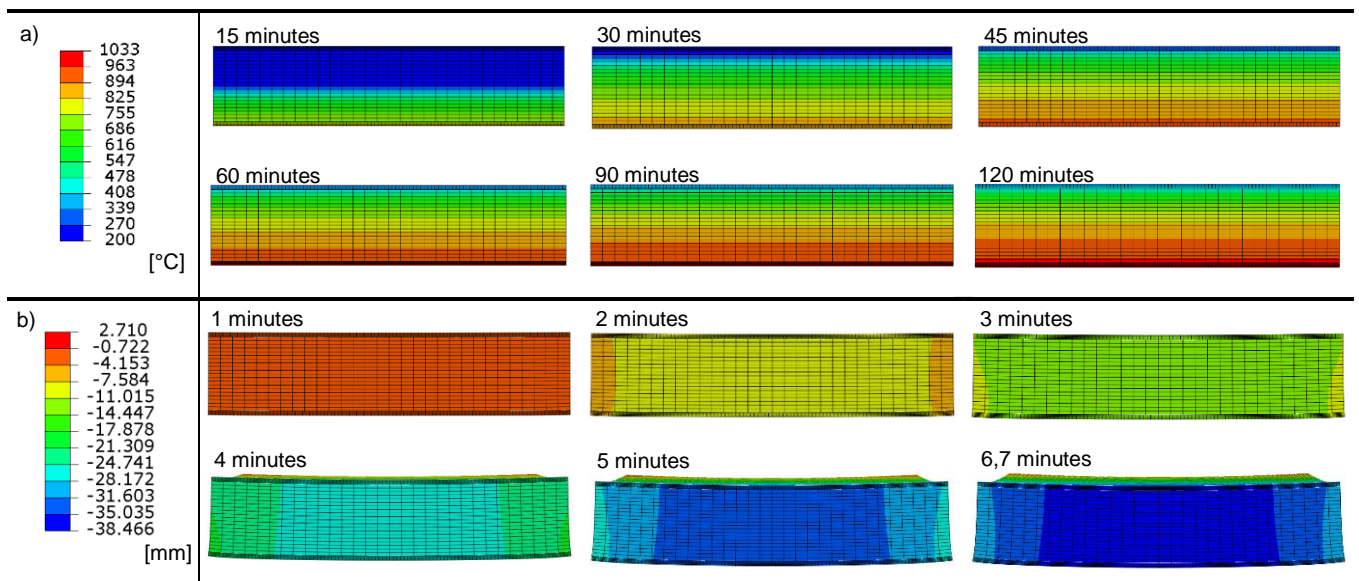 a)
1033
963
894
825
755
686
616
547
478
408
339
270
200
[°C]
15 minutes
30 minutes
45 minutes
60 minutes
90 minutes
120 minutes
b)
2.710
-0.722
-4.153
-7.584
-11.015
-14.447
-17.878
-21.309
-24.741
-28.172
-31.603
-35.035
-38.466
[mm]
1 minutes
2 minutes
3 minutes
4 minutes
5 minutes
6,7 minutes